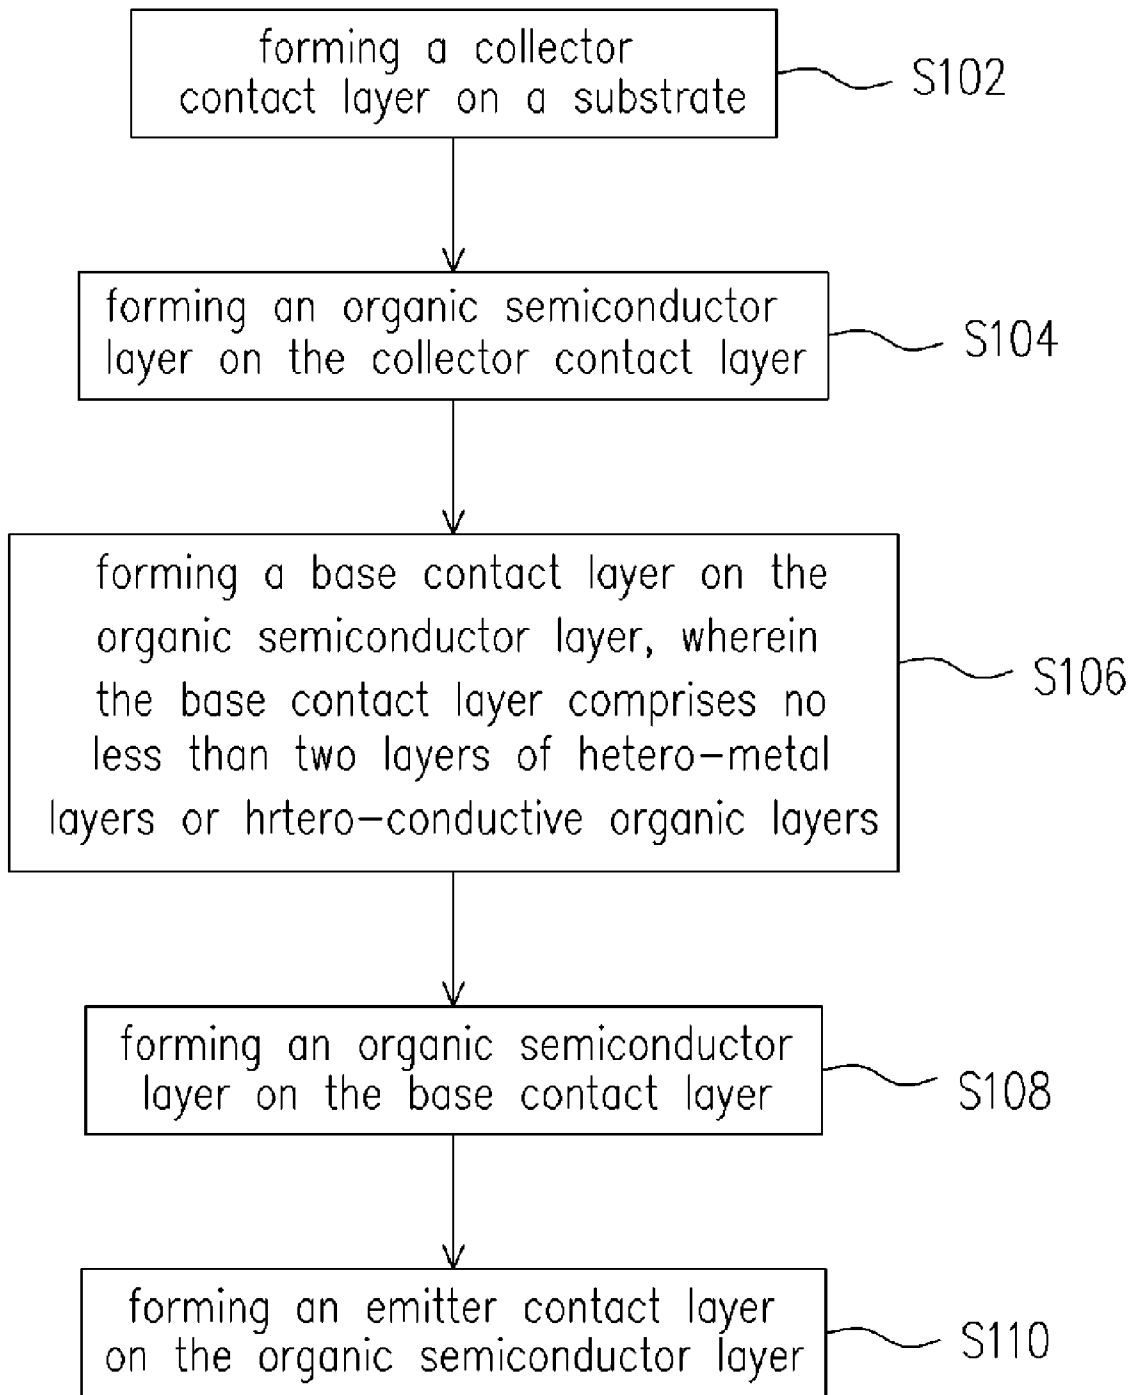 forming a collector
contact layer on a substrate
S102
forming an organic semiconductor
layer on the collector contact layer
S104
forming a base contact layer on the
organic semiconductor layer, wherein
the base contact layer comprises no
less than two layers of hetero-metal
layers or hrtero-conductive organic layers
S106
forming an organic semiconductor
layer on the base contact layer
S108
forming an emitter contact layer
on the organic semiconductor layer
S110